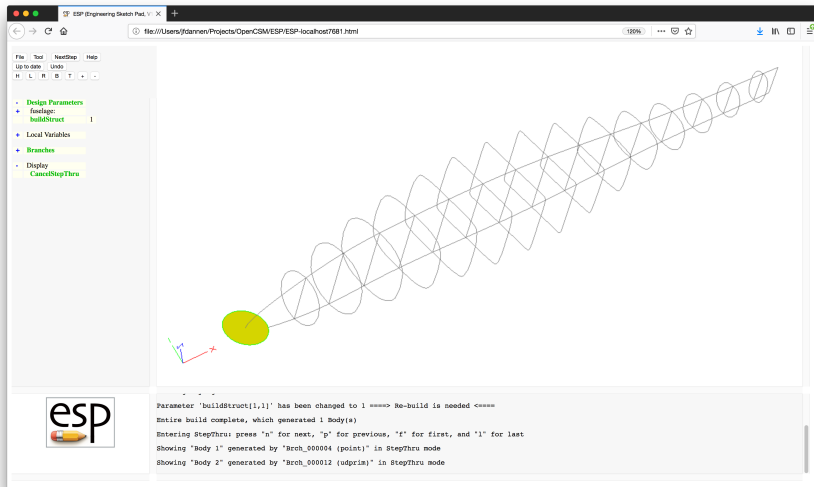 ESP (Engineering Sketch Pad, V
file:///Users/jfdannen/Projects/OpenCSM/ESP/ESP-localhost7681.html
120%
File Tool NextStep Help
Up to date Undo
H L R B T + -
- Design Parameters
+ fuselage:
buildStruct 1
+ Local Variables
+ Branches
- Display
CancelStepThru
X
esp
Parameter 'buildStruct[1,1]' has been changed to 1 ====> Re-build is needed <====
Entire build complete, which generated 1 Body(s)
Entering StepThru: press "n" for next, "p" for previous, "f" for first, and "l" for last
Showing "Body 1" generated by "Brch_000004 (point)" in StepThru mode
Showing "Body 2" generated by "Brch_000012 (udprim)" in StepThru mode